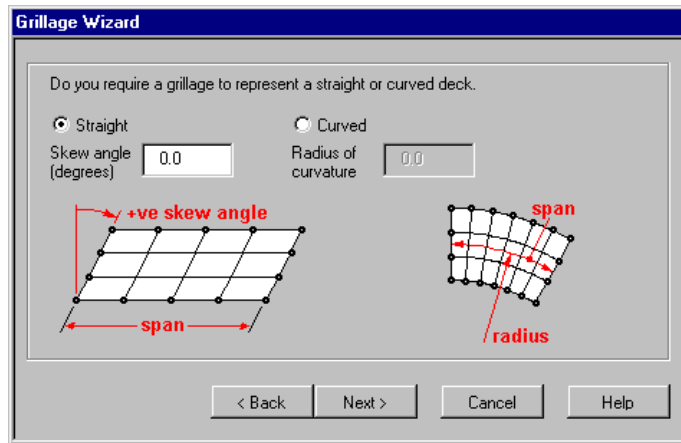 Grillage Wizard
Do you require a grillage to represent a straight or curved deck.
Straight
Curved
Skew angle
(degrees)
0.0
Radius of
curvature
0.0
+ve skew angle
span
span
radius
< Back
Next >
Cancel
Help